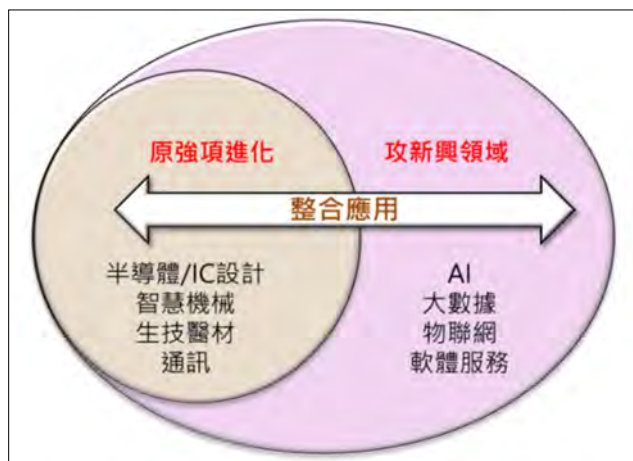 原強項進化
攻新興領域
整合應用
半導體/IC設計
智慧機械
生技醫材
通訊
AI
大數據
物聯網
軟體服務